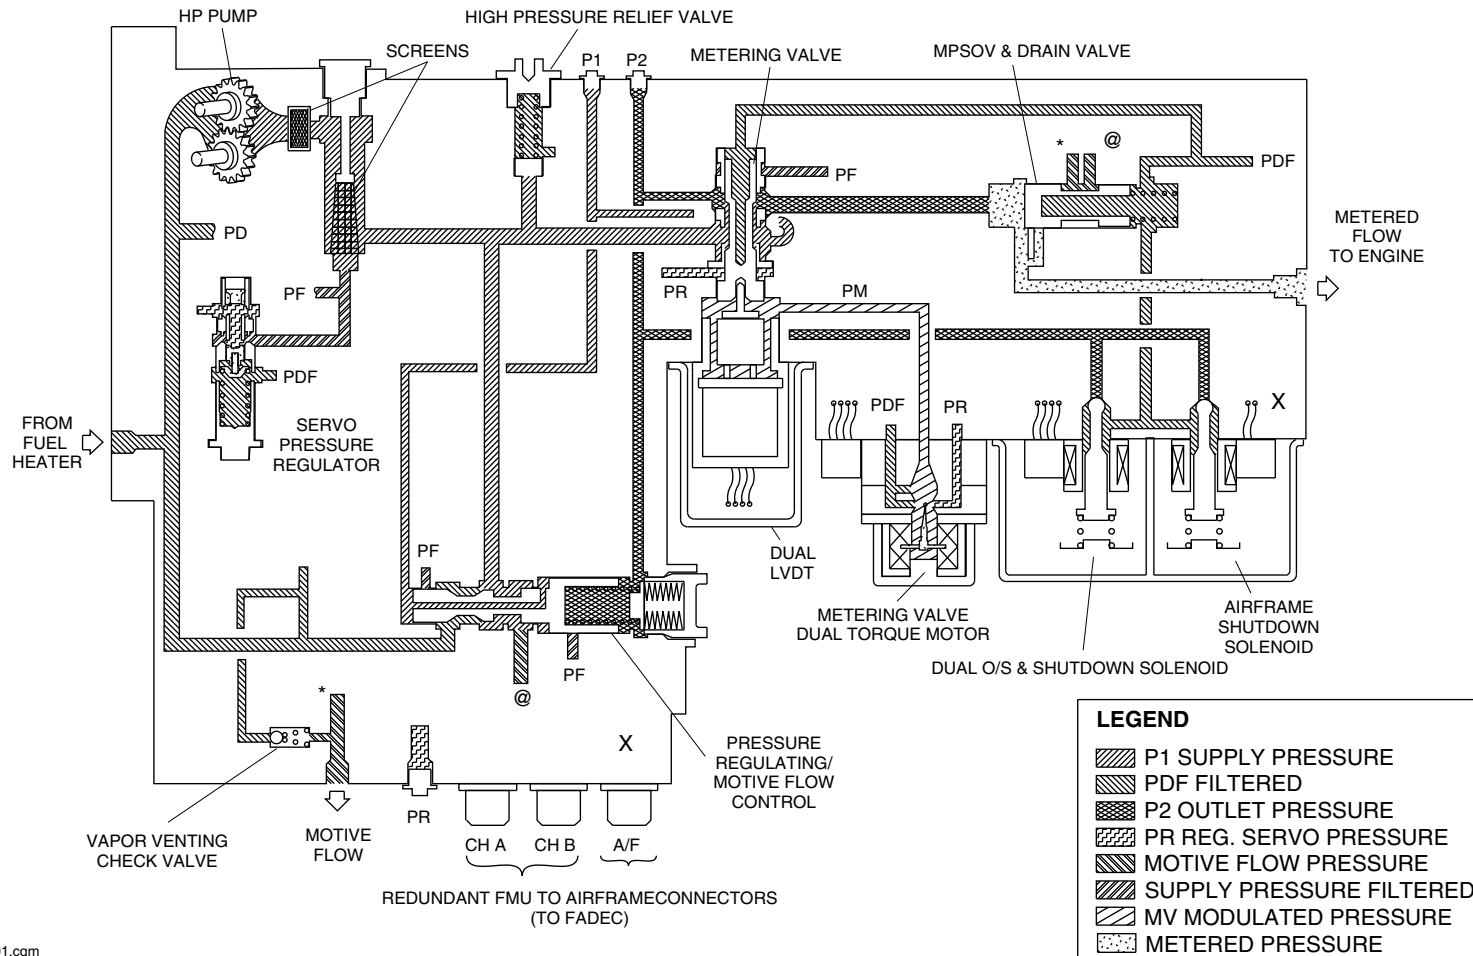 HP PUMP
HIGH PRESSURE RELIEF VALVE
SCREENS
P1
P2
METERING VALVE
MPSOV & DRAIN VALVE
*
@
PF
PDF
PD
METERED
FLOW
TO ENGINE
PR
PM
PF
PDF
SERVO
PRESSURE
REGULATOR
FROM
FUEL
HEATER
PDF
PR
X
DUAL
LVDT
PF
METERING VALVE
DUAL TORQUE MOTOR
AIRFRAME
SHUTDOWN
SOLENOID
DUAL O/S & SHUTDOWN SOLENOID
PF
@
*
X
PRESSURE
REGULATING/
MOTIVE FLOW
CONTROL
VAPOR VENTING
CHECK VALVE
MOTIVE
FLOW
PR
CH A
CH B
A/F
REDUNDANT FMU TO AIRFRAMECONNECTORS
(TO FADEC)
LEGEND
P1 SUPPLY PRESSURE
PDF FILTERED
P2 OUTLET PRESSURE
PR REG. SERVO PRESSURE
MOTIVE FLOW PRESSURE
SUPPLY PRESSURE FILTERED
MV MODULATED PRESSURE
METERED PRESSURE
1.cgm